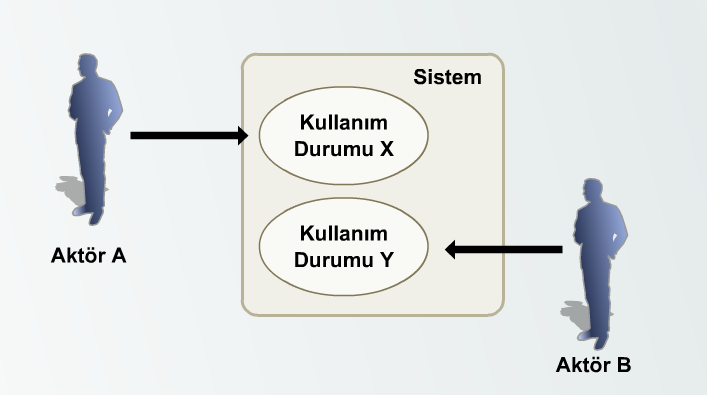 Sistem
Kullanım
Durumu X
Kullanım
Durumu Y
Aktör A
Aktör B